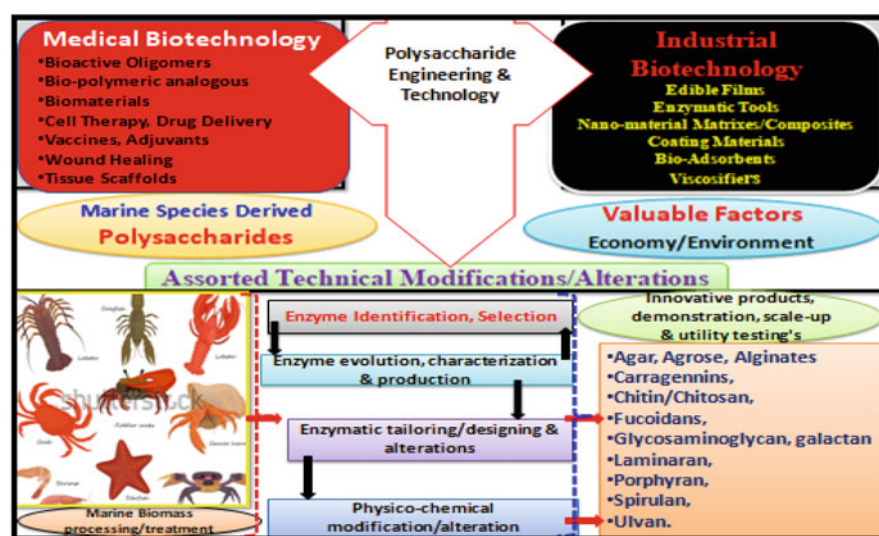 Medical Biotechnology
•Bioactive Oligomers
•Bio-polymeric analogous
•Biomaterials
•Cell Therapy, Drug Delivery
•Vaccines, Adjuvants
•Wound Healing
•Tissue Scaffolds
Polysaccharide
Engineering &
Technology
Industrial
Biotechnology
Edible Films
Enzymatic Tools
Nano-material Matrixes/Composites
Coating Materials
Bio-Adsorbents
Viscosifiers
Marine Species Derived
Polysaccharides
Valuable Factors
Economy/Environment
Assorted Technical Modifications/Alterations
Lobster
Lobster
Crab
Shrimp
shutterstock
Marine Biomass
processing/treatment
Enzyme Identification, Selection
Enzyme evolution, characterization
& production
Enzymatic tailoring/designing &
alterations
Physico-chemical
modification/alteration
Innovative products,
demonstration, scale-up
& utility testing's
•Agar, Agrose, Alginates
•Carragennins,
•Chitin/Chitosan,
•Fucoidans,
•Glycosaminoglycan, galactan
•Laminaran,
•Porphyran,
•Spirulan,
•Ulvan.